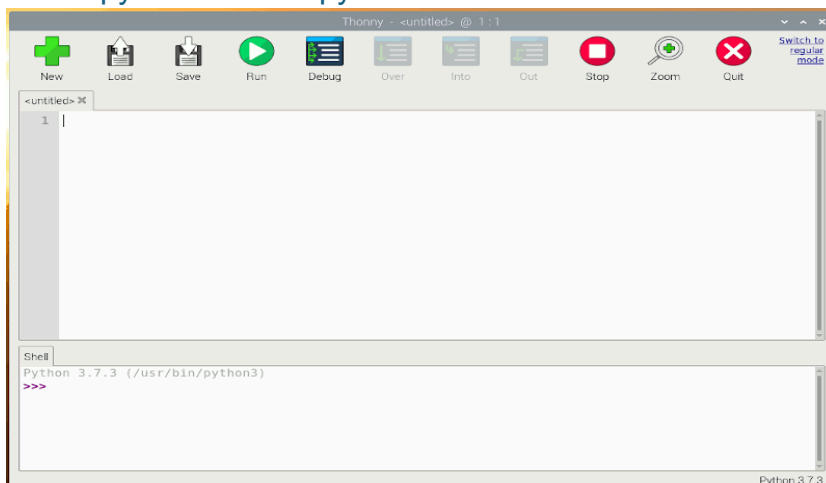 Thonny - <untitled> @ 1:1
New Load Save Run Debug Over Into Out Stop Zoom Quit
Switch to
regular
mode
<untitled>
1
Shell
Python 3.7.3 (/usr/bin/python3)
>>>
Python 3.7.3